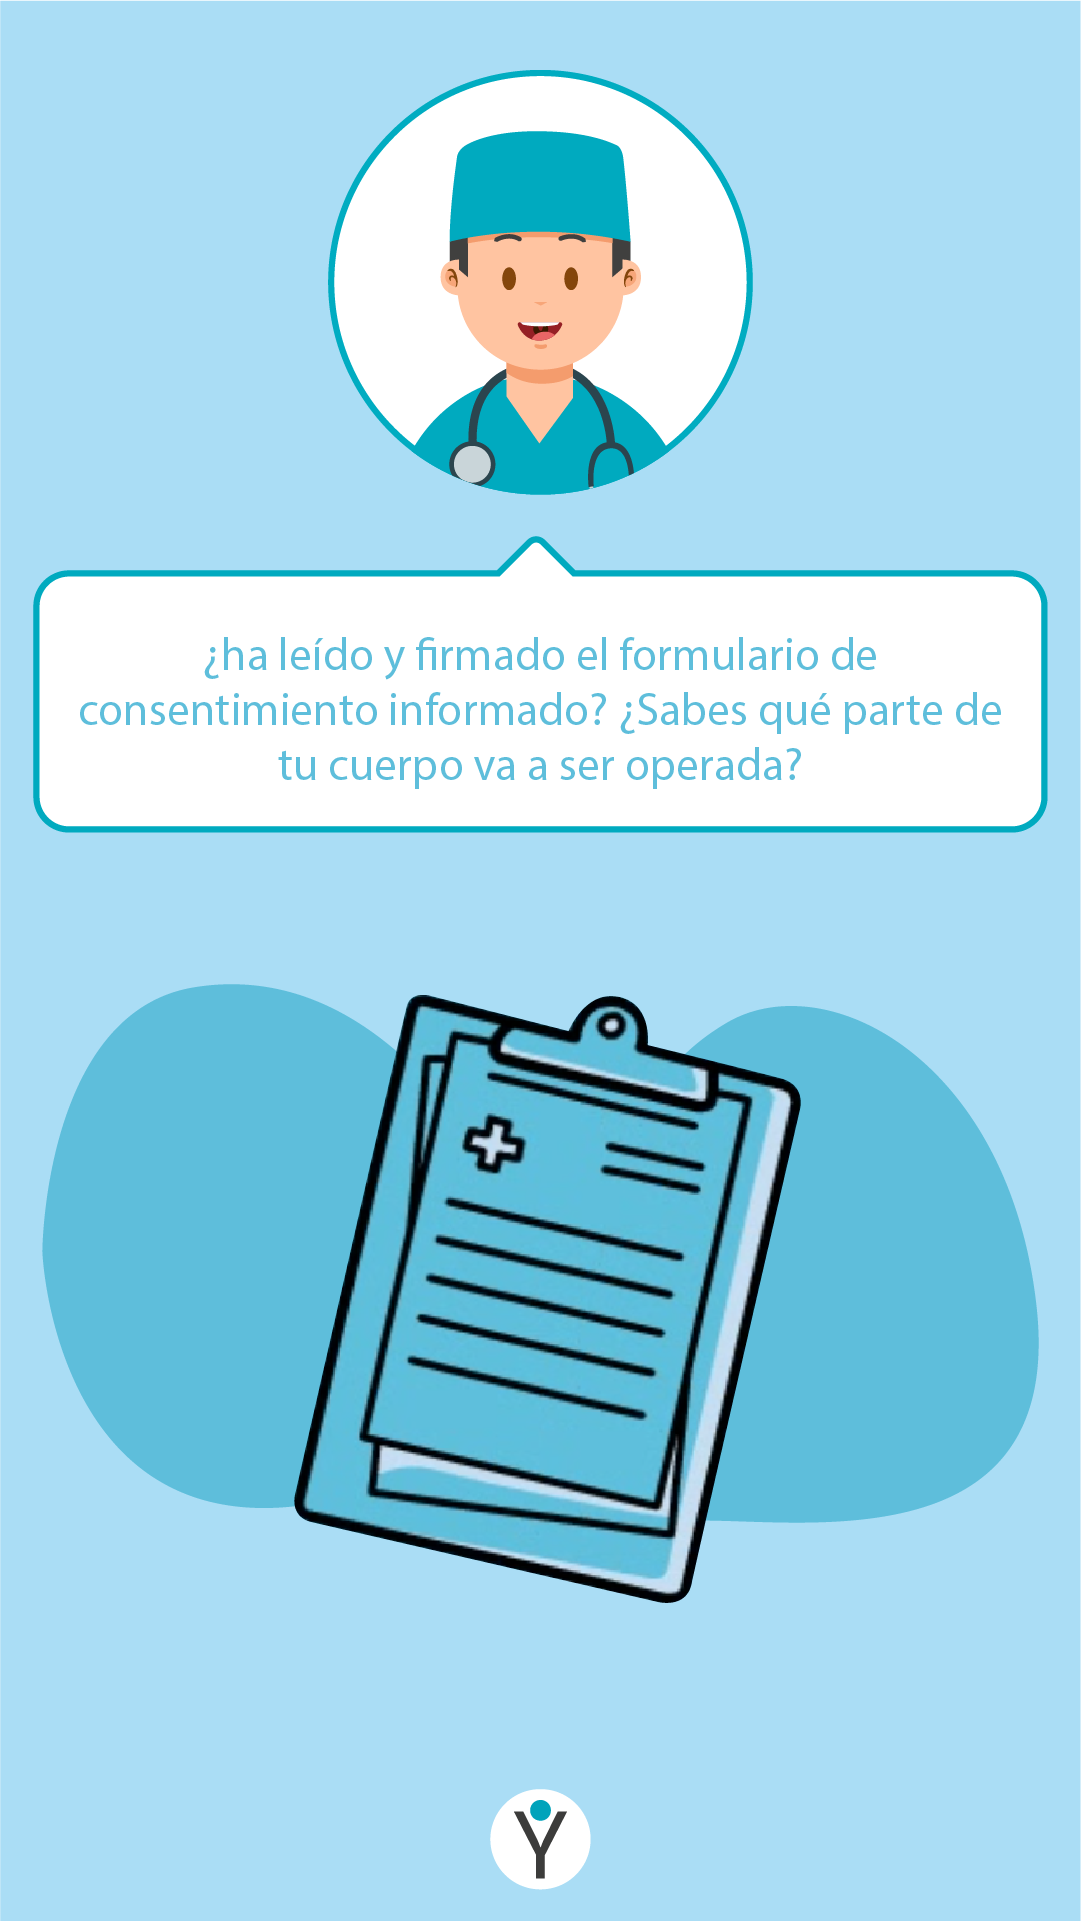 ¿ha leído y firmado el formulario de
consentimiento informado? ¿Sabes qué parte de
tu cuerpo va a ser operada?